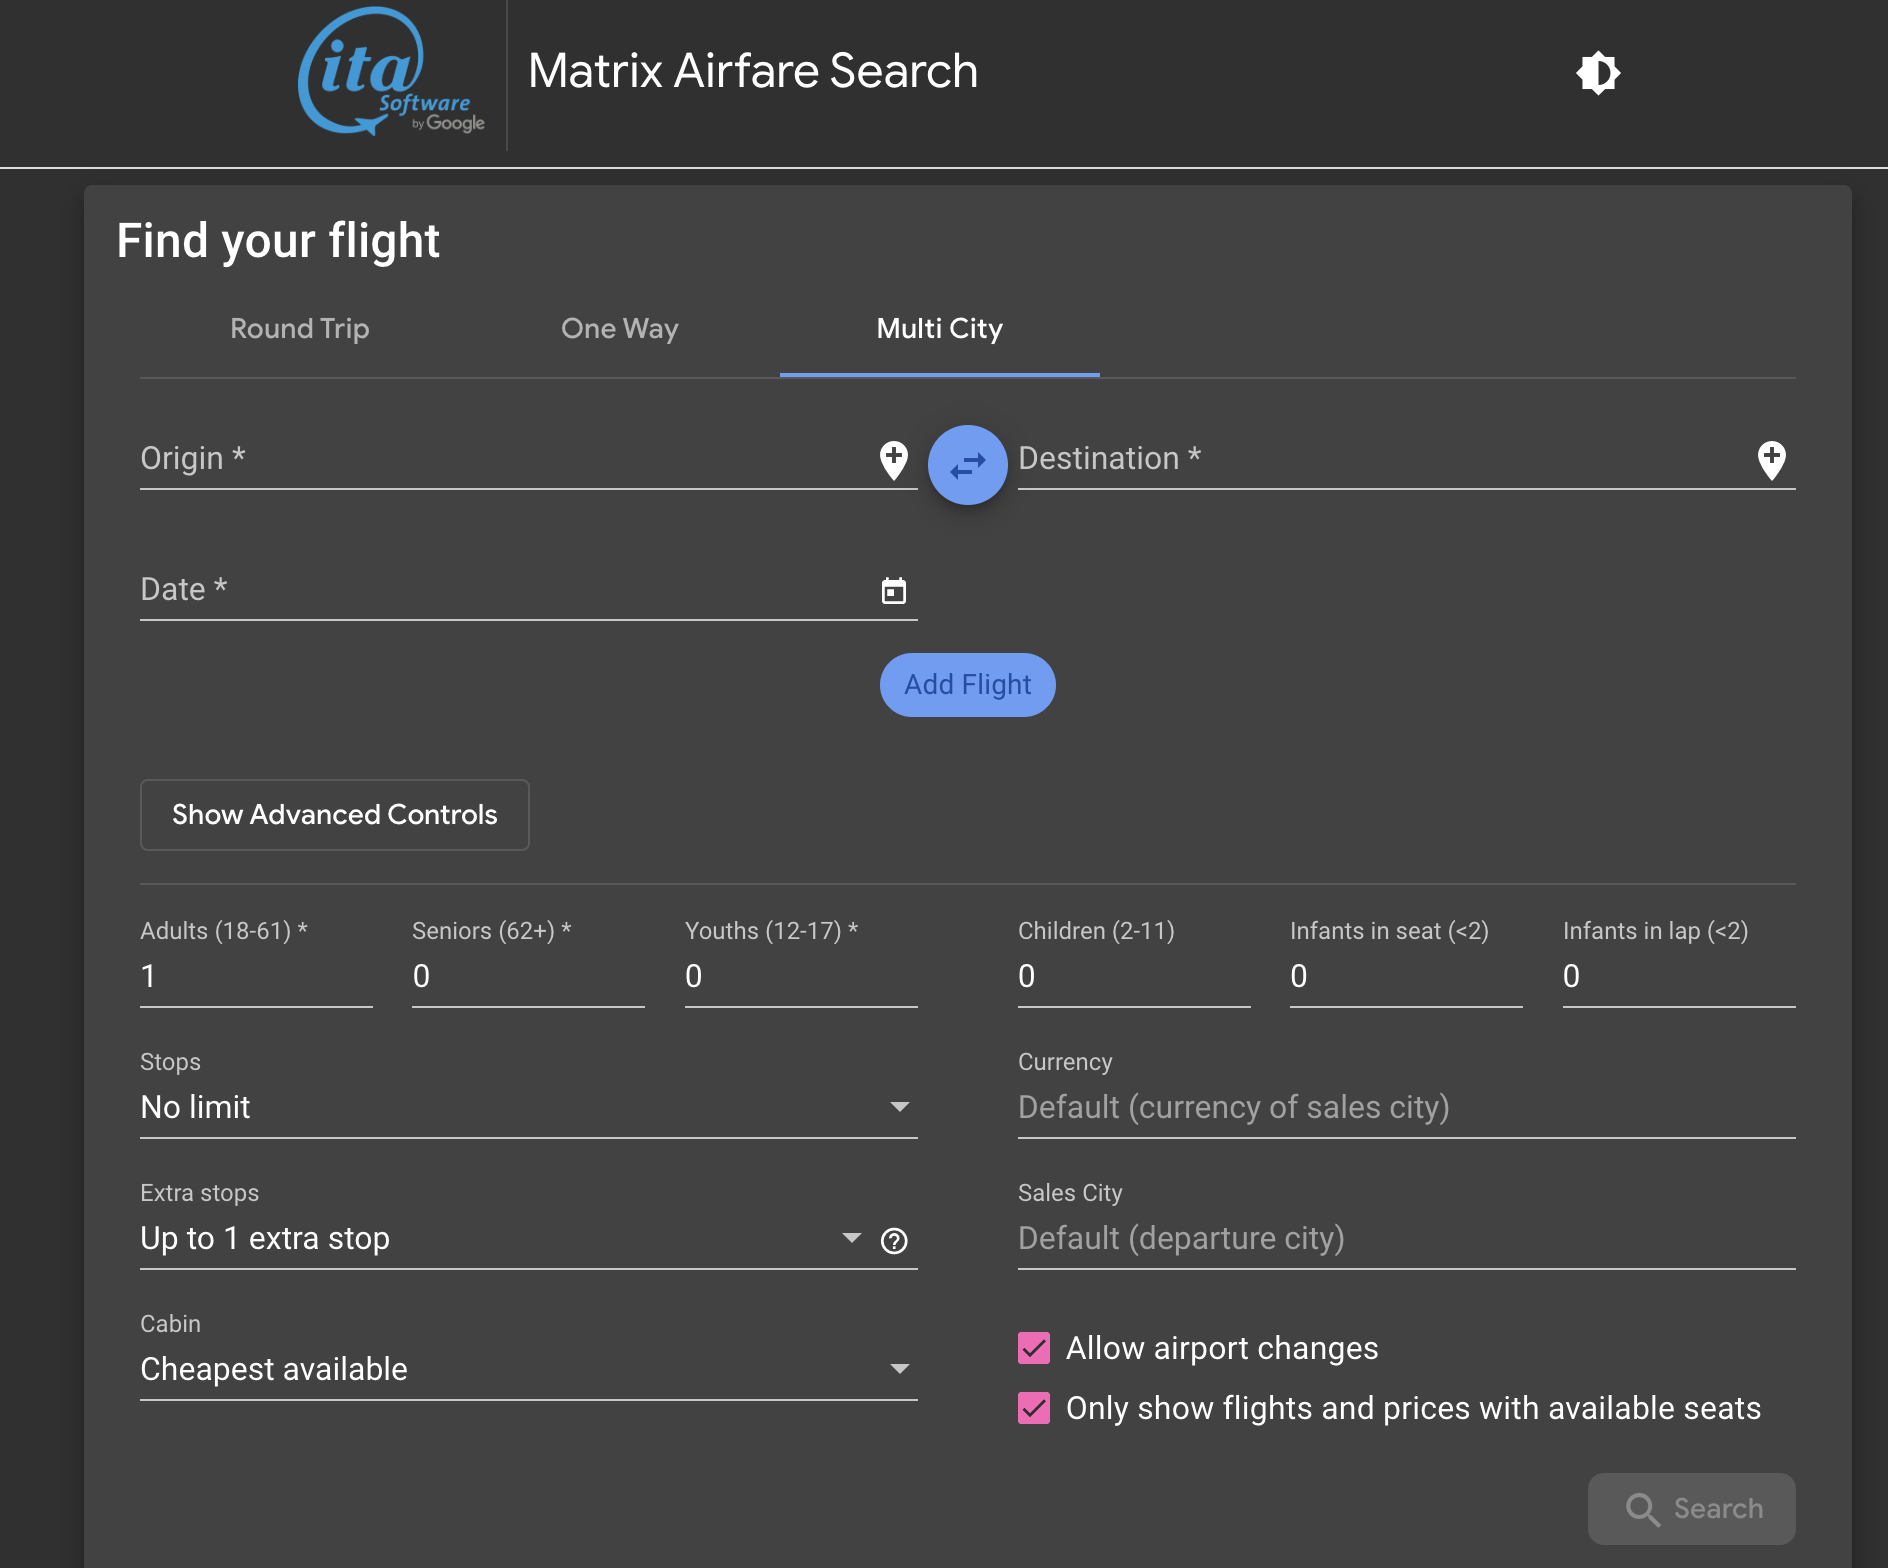 ita
Software
by Google
Matrix Airfare Search
Find your flight
Round Trip
One Way
Multi City
Origin *
Destination *
Date *
Add Flight
Show Advanced Controls
Adults (18-61) *
Seniors (62+) *
Youths (12-17) *
Children (2-11)
Infants in seat (<2)
Infants in lap (<2)
1
0
0
0
0
0
Stops
Currency
No limit
Default (currency of sales city)
Extra stops
Sales City
Up to 1 extra stop
Default (departure city)
Cabin
Cheapest available
Allow airport changes
Only show flights and prices with available seats
Search